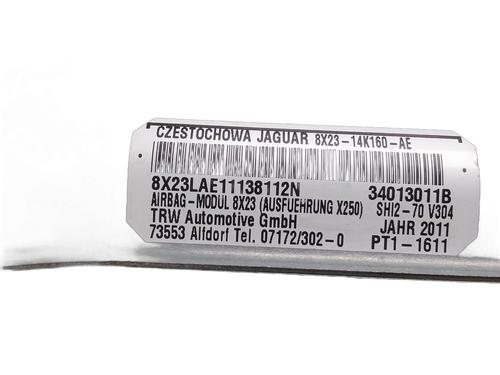 CZESTOCHOWA JAGUAR 8X23-14K160-AE
8X23LAE11138112N 34013011B
AIRBAG-MODUL 8X23 (AUSFUEHRUNG X250) SHI2-70 V304
TRW Automotive GmbH JAHR 2011
73553 Alfdorf Tel. 07172/302-0 PT1-1611